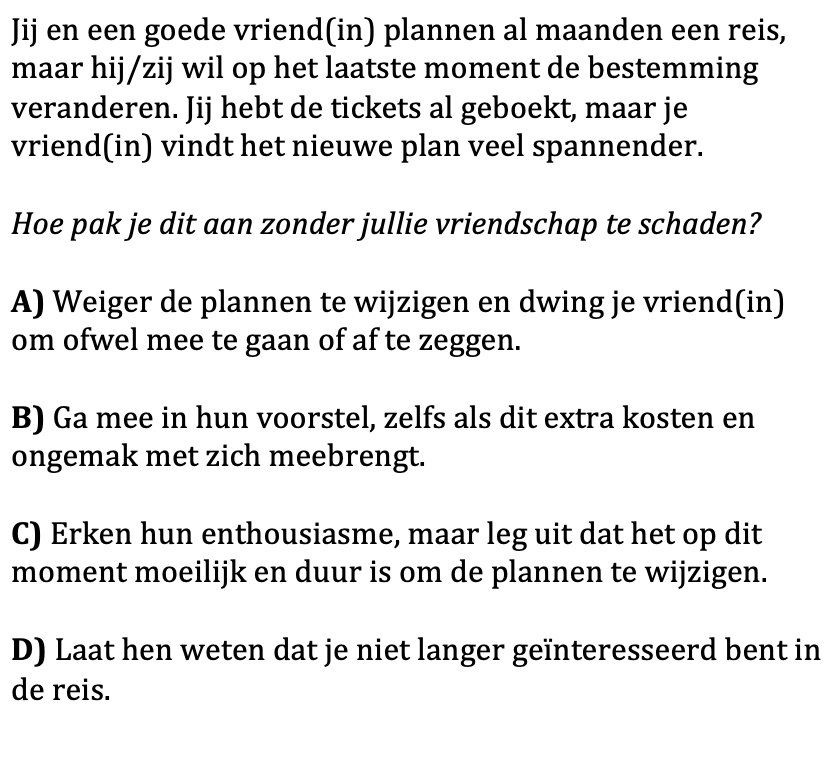 Jij en een goede vriend(in) plannen al maanden een reis,
maar hij/zij wil op het laatste moment de bestemming
veranderen. Jij hebt de tickets al geboekt, maar je
vriend(in) vindt het nieuwe plan veel spannender.
Hoe pak je dit aan zonder jullie vriendschap te schaden?
A) Weiger de plannen te wijzigen en dwing je vriend(in)
om ofwel mee te gaan of af te zeggen.
B) Ga mee in hun voorstel, zelfs als dit extra kosten en
ongemak met zich meebrengt.
C) Erken hun enthousiasme, maar leg uit dat het op dit
moment moeilijk en duur is om de plannen te wijzigen.
D) Laat hen weten dat je niet langer geïnteresseerd bent in
de reis.